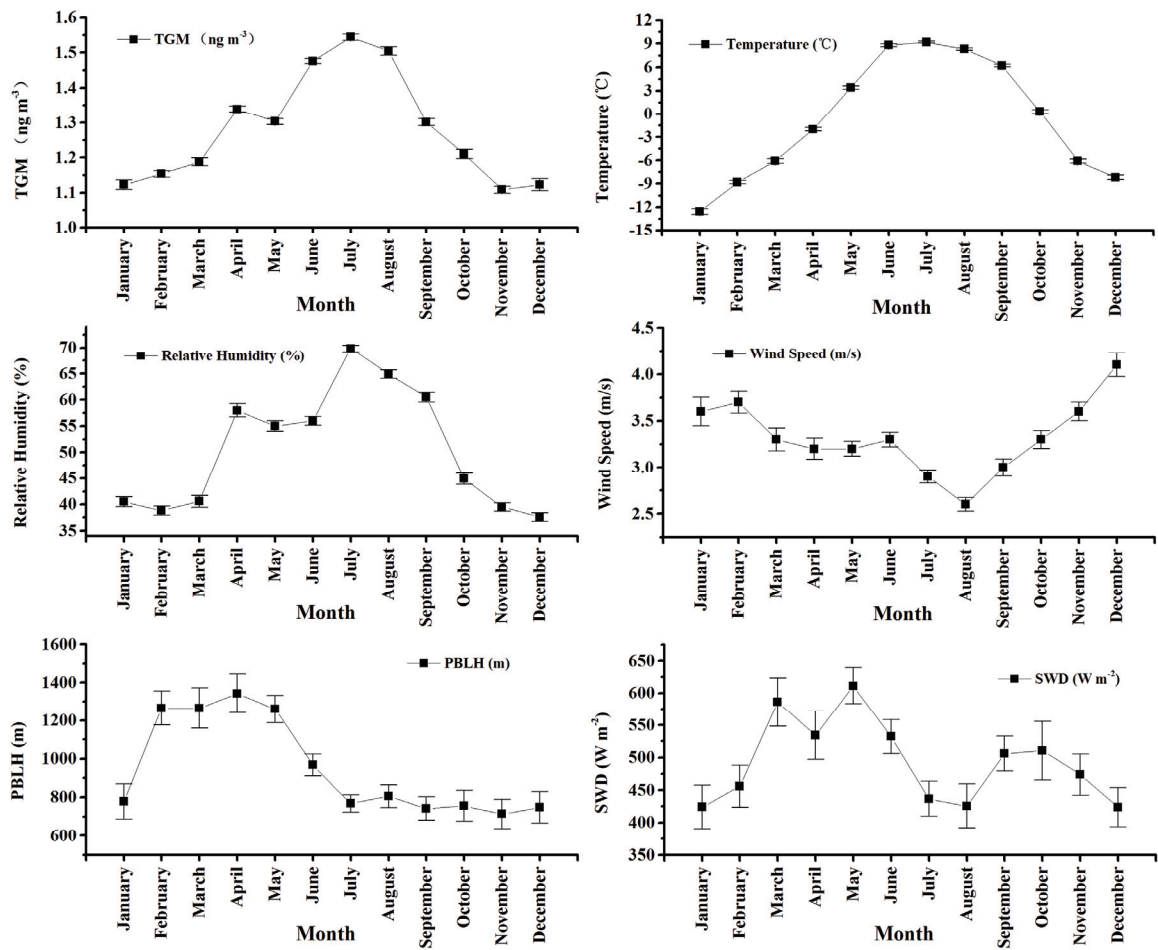 TGM （ng m-3）
TGM （ng m-3)
1.6
1.5
1.4
1.3
1.2
1.1
1.0
January
February
March
April
May
June
July
August
September
October
November
December
Month
Temperature (℃)
Temperature (℃)
12
9
6
3
0
-3
-6
-9
-12
-15
January
February
March
April
May
June
July
August
September
October
November
December
Month
Relative Humidity (%)
Relative Humidity (%)
70
65
60
55
50
45
40
35
January
February
March
April
May
June
July
August
September
October
November
December
Month
Wind Speed (m/s)
Wind Speed (m/s)
4.5
4.0
3.5
3.0
2.5
January
February
March
April
May
June
July
August
September
October
November
December
Month
PBLH (m)
PBLH (m)
1600
1400
1200
1000
800
600
January
February
March
April
May
June
July
August
September
October
November
December
Month
SWD (W m-2)
SWD (W m-2)
650
600
550
500
450
400
350
January
February
March
April
May
June
July
August
September
October
November
December
Month